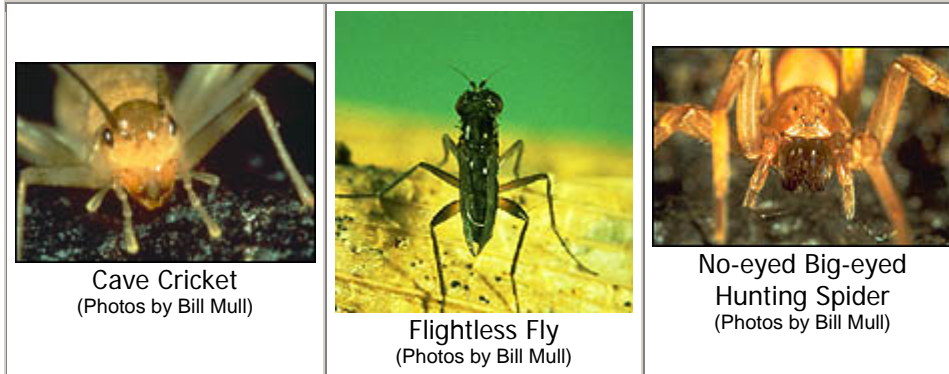 Cave Cricket
(Photos by Bill Mull)
Flightless Fly
(Photos by Bill Mull)
No-eyed Big-eyed
Hunting Spider
(Photos by Bill Mull)